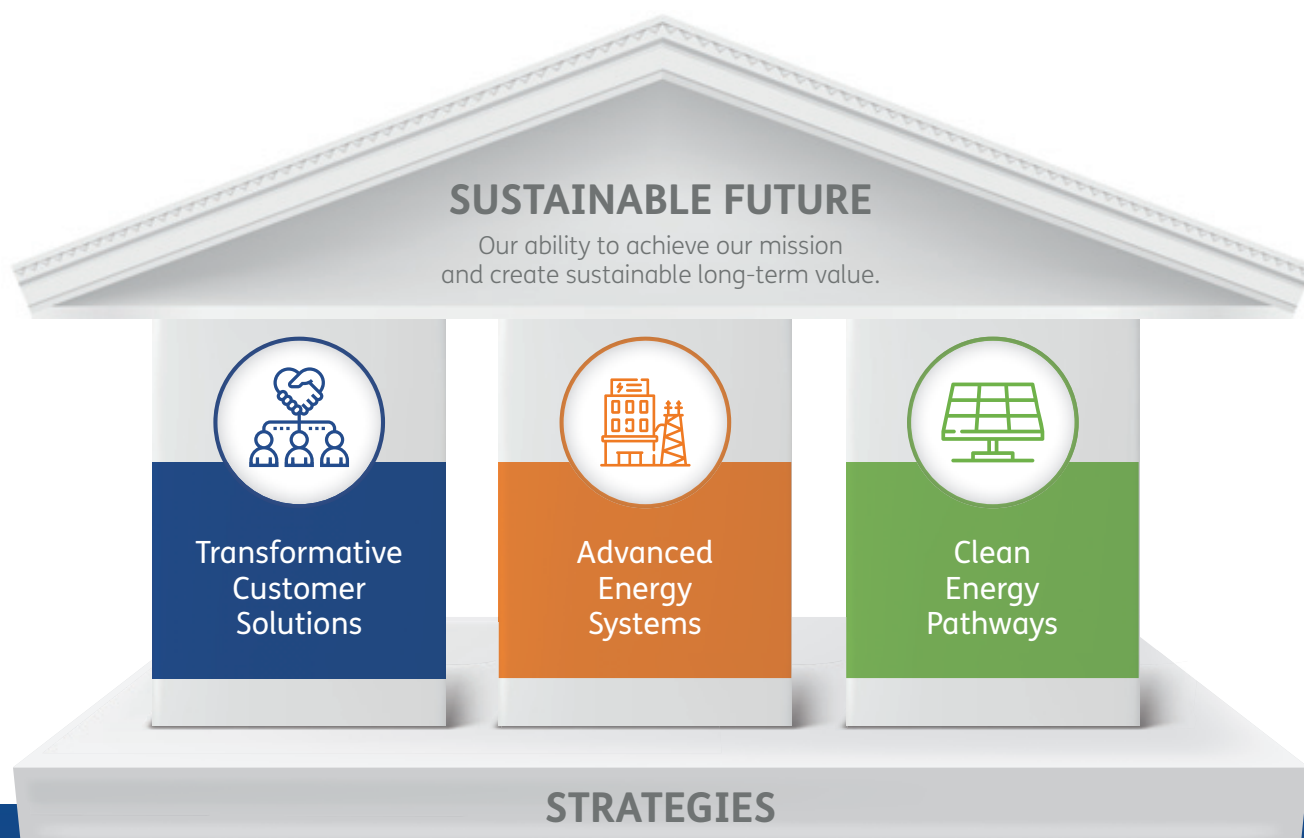 SUSTAINABLE FUTURE
Our ability to achieve our mission
and create sustainable long-term value.
Transformative
Customer
Solutions
Advanced
Energy
Systems
Clean
Energy
Pathways
STRATEGIES